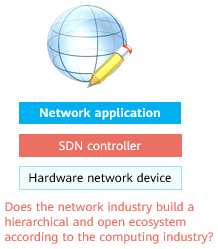 Network application
SDN controller
Hardware network device
Does the network industry build a
hierarchical and open ecosystem
according to the computing industry?